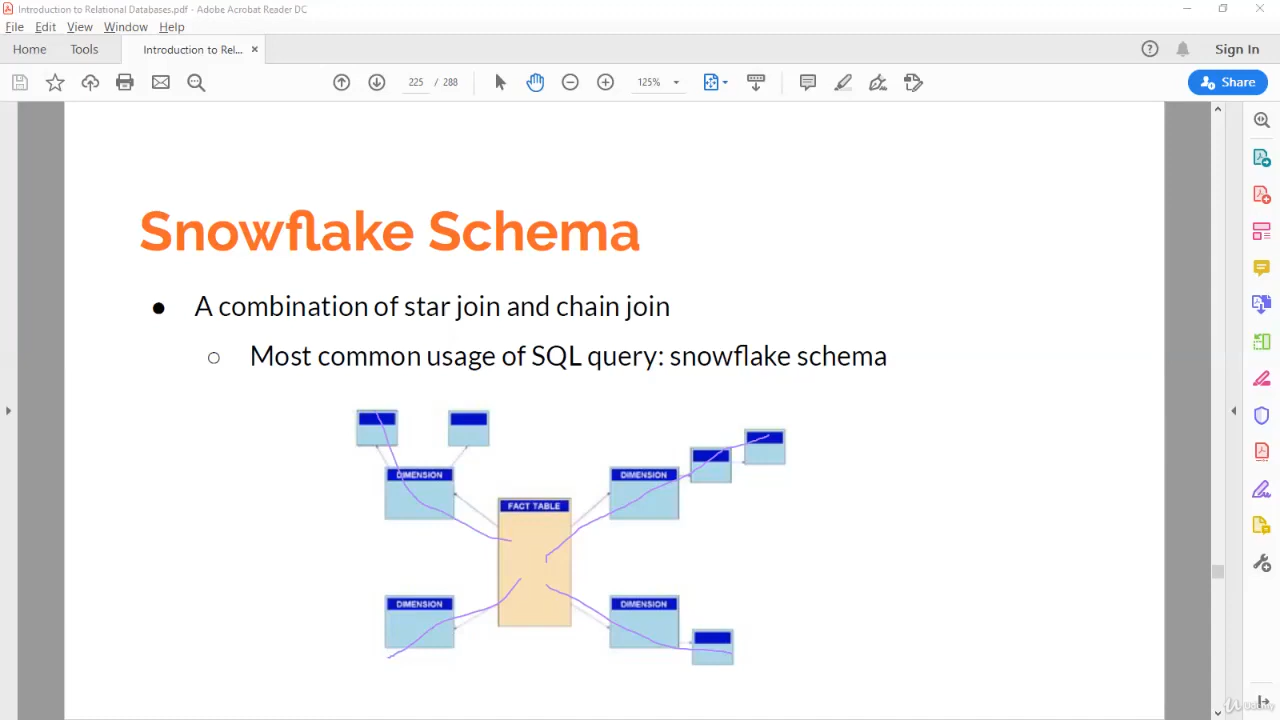 Introduction to Relational Databases.pdf - Adobe Acrobat Reader DC
File Edit View Window Help
Home Tools Introduction to Rel... × Sign In
225 / 288 125% Share
Snowflake Schema
● A combination of star join and chain join
○ Most common usage of SQL query: snowflake schema
DIMENSION DIMENSION
FACT TABLE
DIMENSION DIMENSION
Udemy